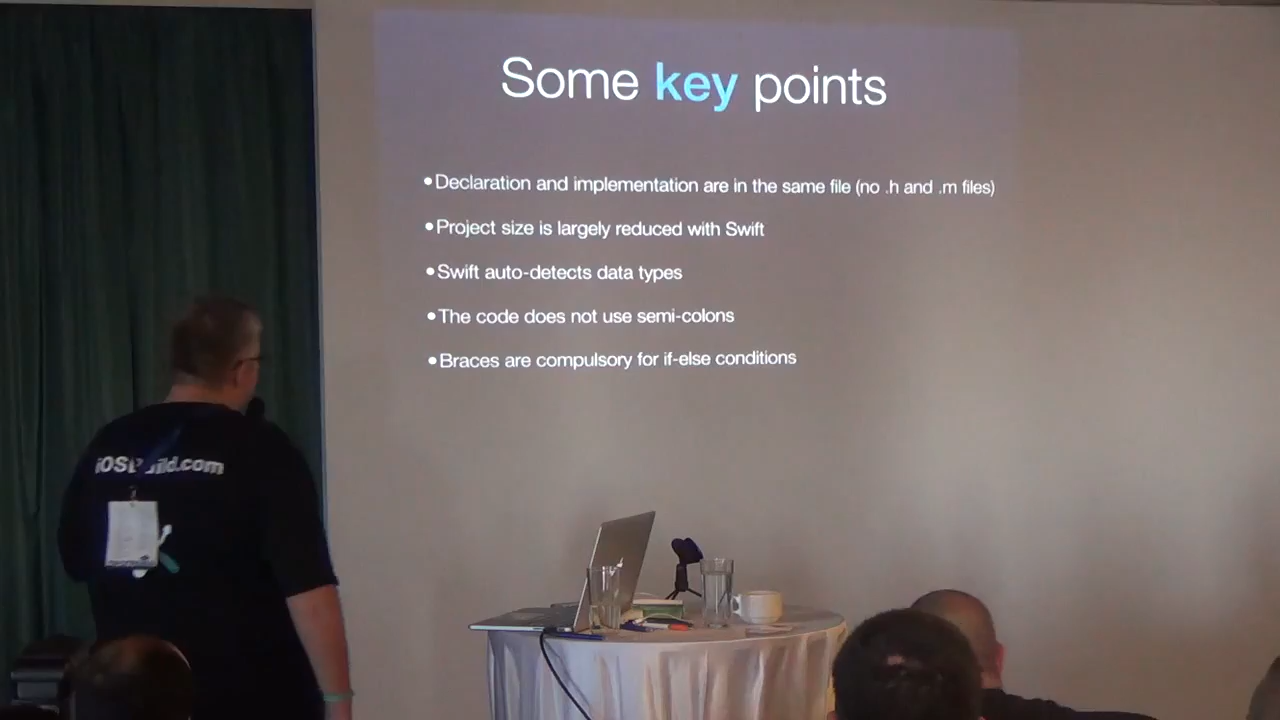 Some key points
•Declaration and implementation are in the same file (no .h and .m files)
•Project size is largely reduced with Swift
•Swift auto-detects data types
•The code does not use semi-colons
•Braces are compulsory for if-else conditions